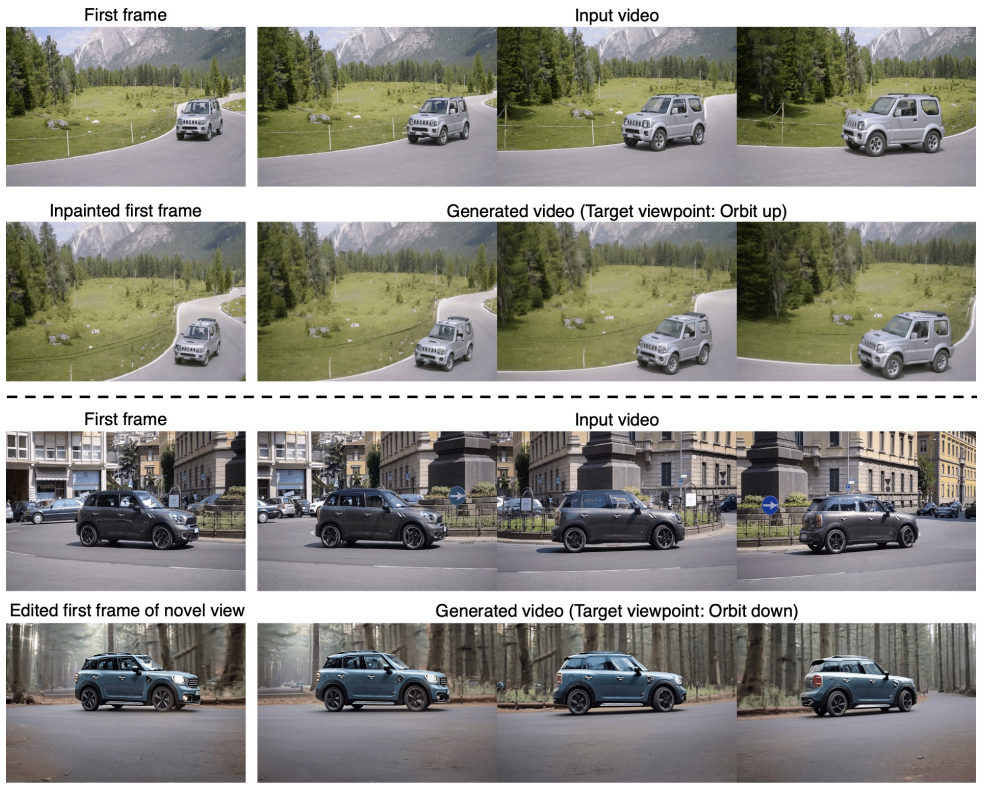 First frame
Input video
Inpainted first frame
Generated video (Target viewpoint: Orbit up)
First frame
Input video
Edited first frame of novel view
Generated video (Target viewpoint: Orbit down)